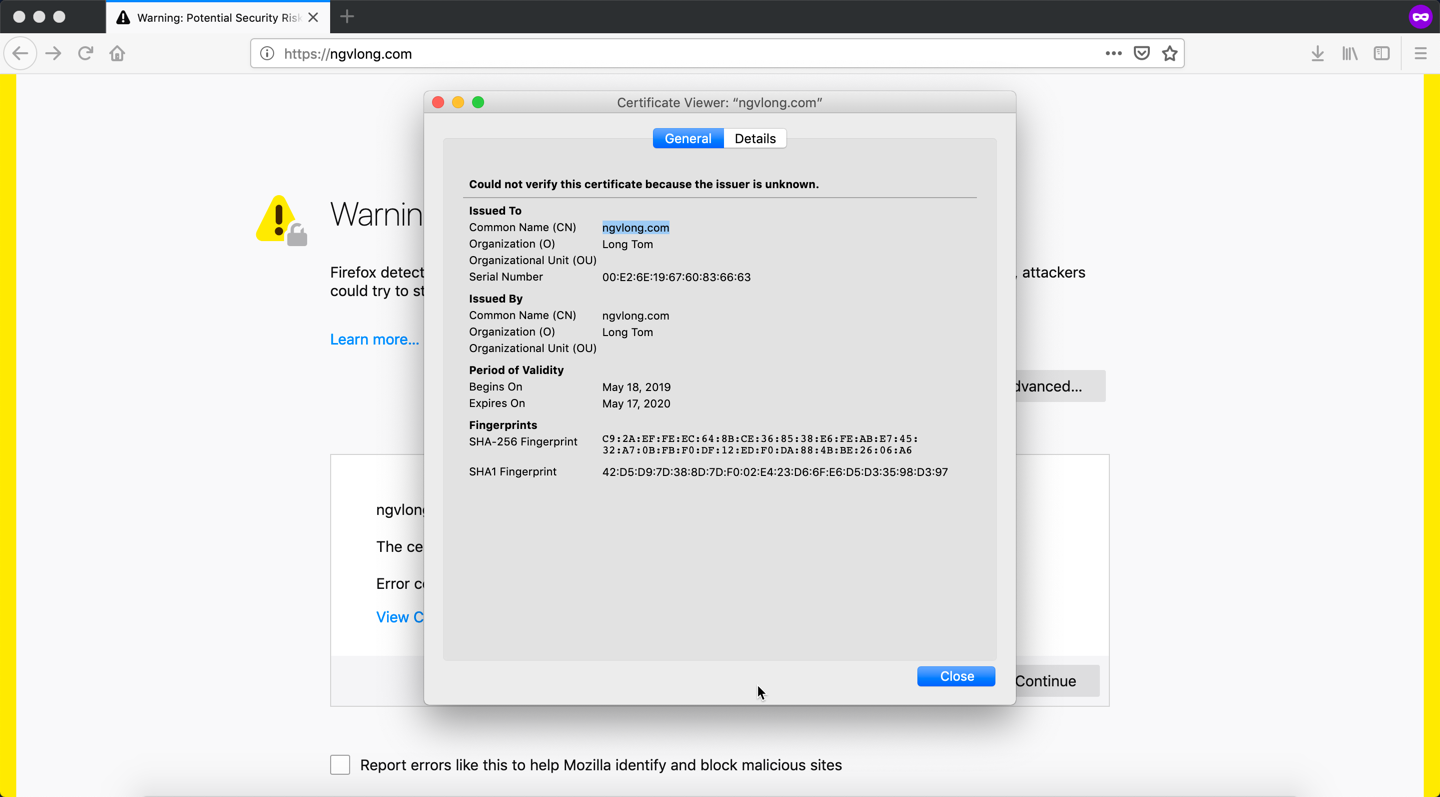 Warning: Potential Security Risk
https://ngvlong.com
Certificate Viewer: “ngvlong.com”
General
Details
Could not verify this certificate because the issuer is unknown.
Issued To
Common Name (CN) ngvlong.com
Organization (O) Long Tom
Organizational Unit (OU)
Serial Number 00:E2:6E:19:67:60:83:66:63
Issued By
Common Name (CN) ngvlong.com
Organization (O) Long Tom
Organizational Unit (OU)
Period of Validity
Begins On May 18, 2019
Expires On May 17, 2020
Fingerprints
SHA-256 Fingerprint C9:2A:EF:FE:EC:64:8B:CE:36:85:38:E6:FE:AB:E7:45:
32:A7:0B:FB:F0:DF:12:ED:F0:DA:88:4B:BE:26:06:A6
SHA1 Fingerprint 42:D5:D9:7D:38:8D:7D:F0:02:E4:23:D6:6F:E6:D5:D3:35:98:D3:97
Close
Warnin
Firefox detect , attackers
could try to st
Learn more...
dvanced...
ngvlong
The ce
Error c
View C
Continue
Report errors like this to help Mozilla identify and block malicious sites